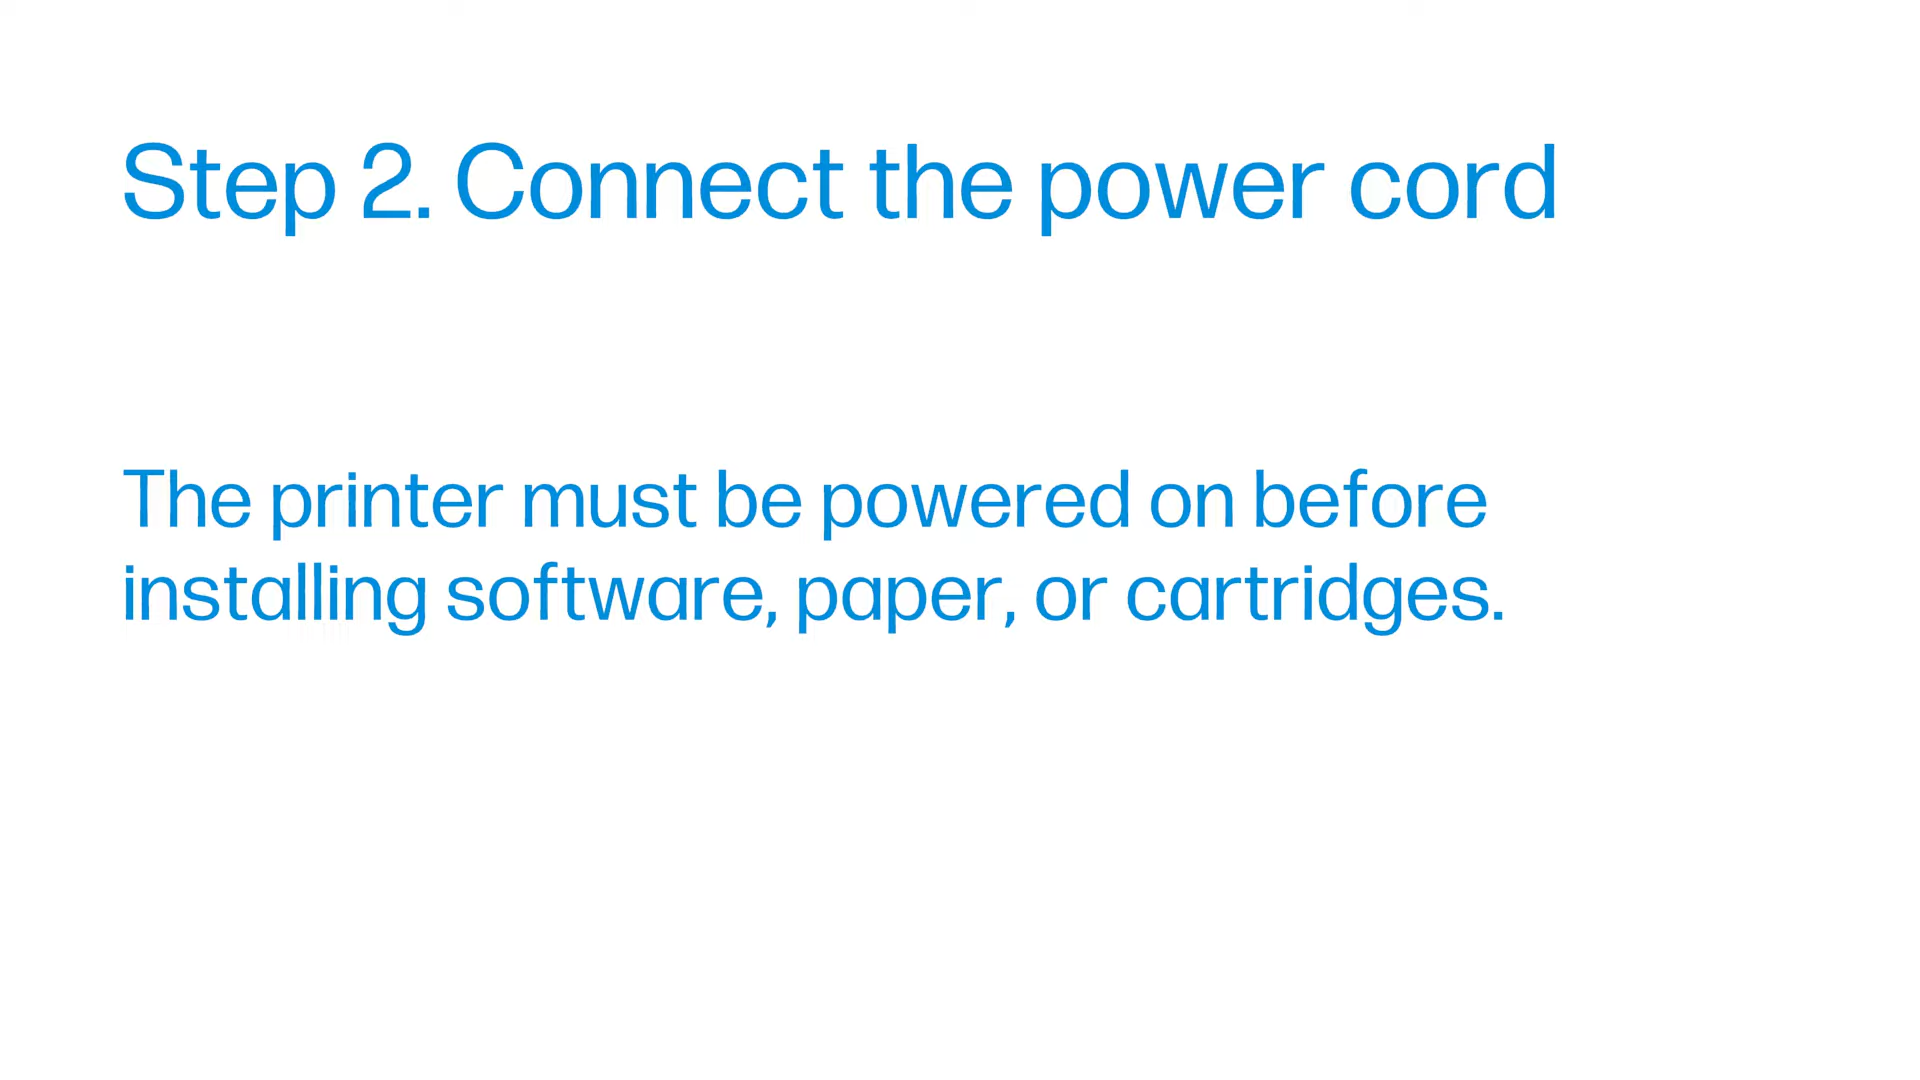 Step 2. Connect the power cord
The printer must be powered on before
installing software, paper, or cartridges.